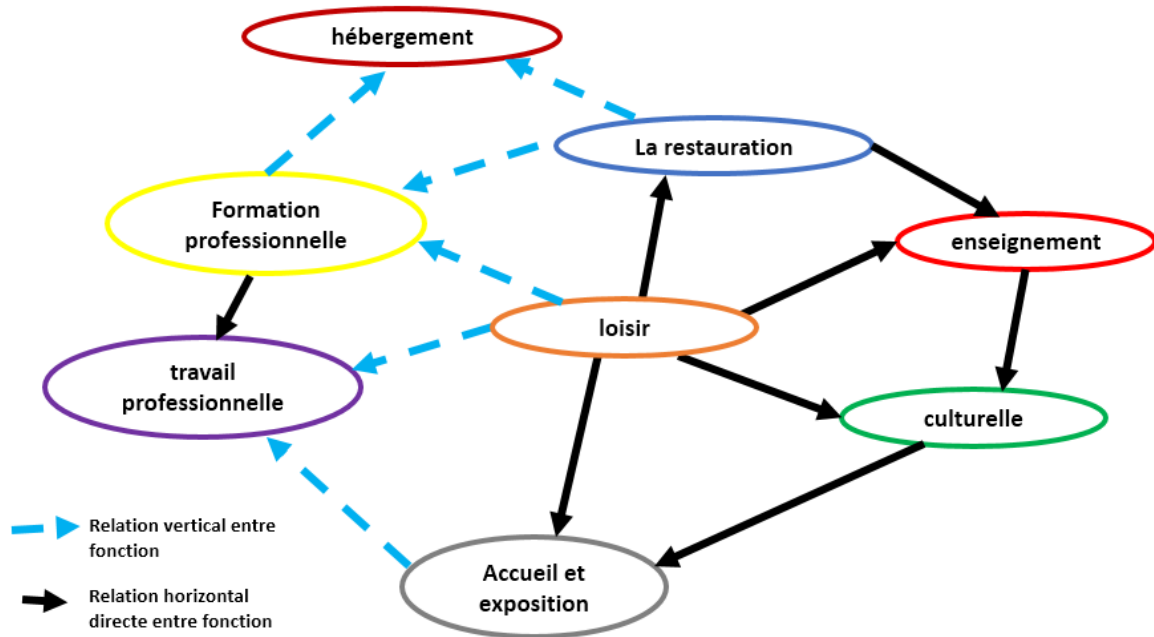 hébergement
La restauration
Formation
professionnelle
enseignement
loisir
travail
professionnelle
culturelle
Accueil et
exposition
Relation vertical entre
fonction
Relation horizontal
directe entre fonction